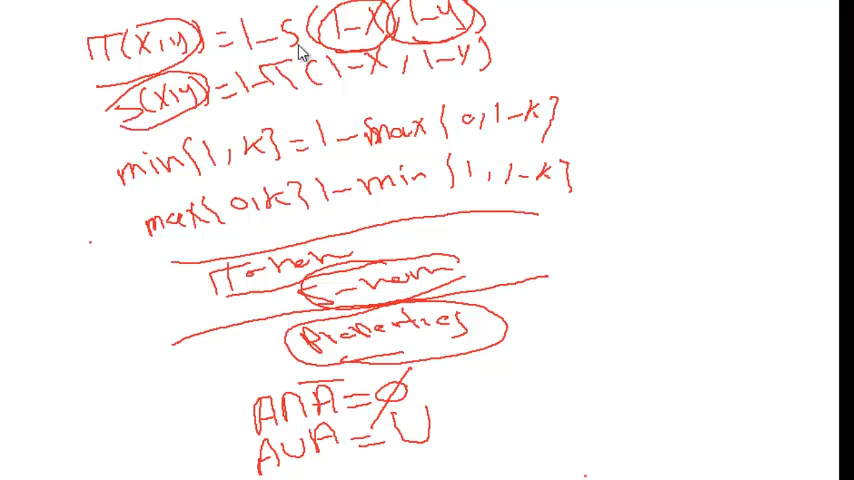 π(x,y) = 1-S(1-x, 1-y)
S(x,y) = 1-π(1-x, 1-y)
min{1, k} = 1-max{0, 1-k}
max{0, k} 1-min {1, 1-k}
π-norm
S-norm
properties
A∩A̅ = ∅
A∪A = U